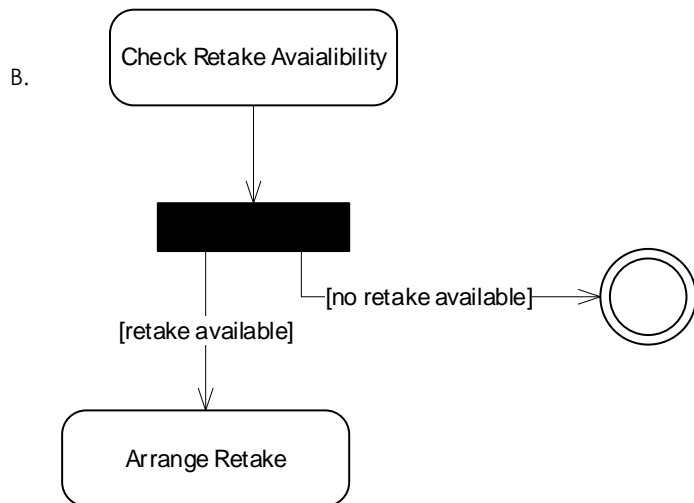 Check Retake Avaialibility
B.
[no retake available]
[retake available]
Arrange Retake